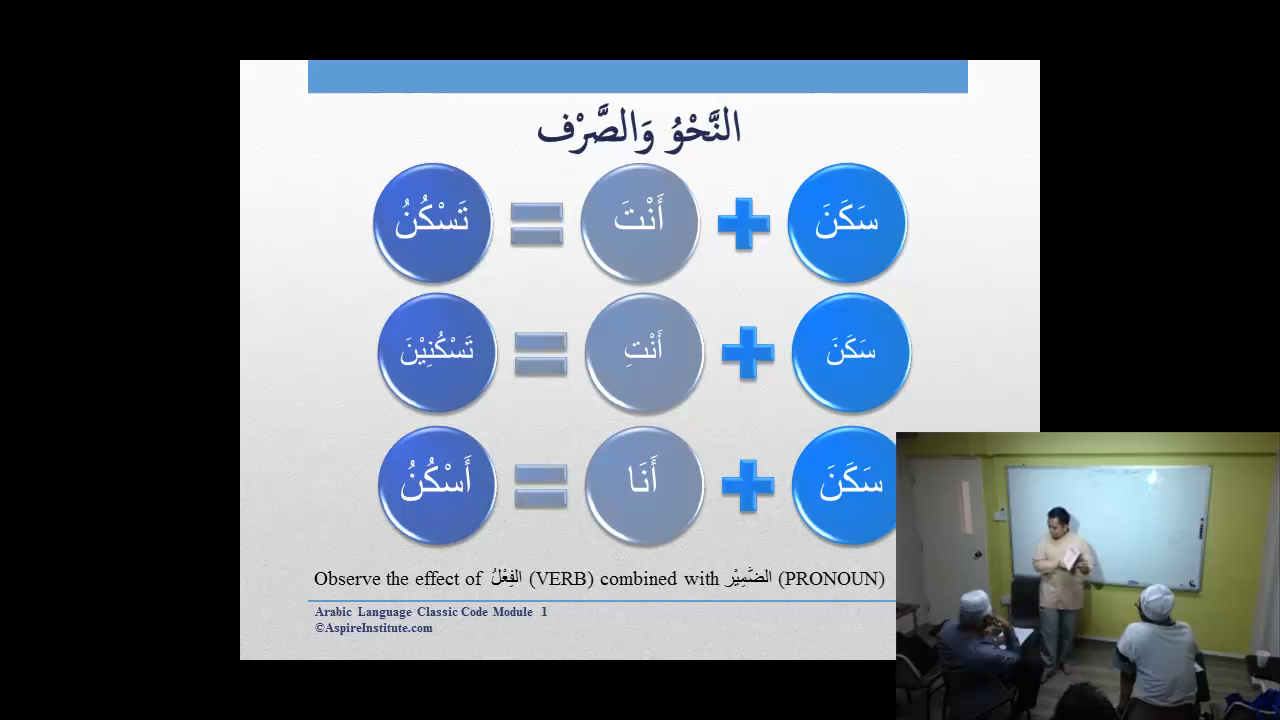 النَّحْوُ وَالصَّرْف
سَكَنَ + أَنْتَ = تَسْكُنُ
سَكَنَ + أَنْتِ = تَسْكُنِيْنَ
سَكَنَ + أَنَا = أَسْكُنُ
Observe the effect of الفِعْلُ (VERB) combined with الضَّمِيْر (PRONOUN)
Arabic Language Classic Code Module 1
©AspireInstitute.com